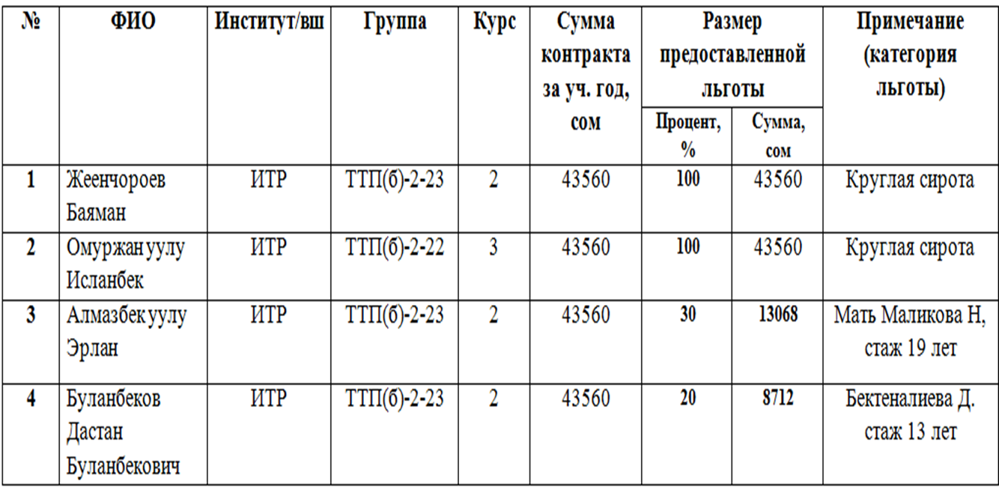 № ФИО Институт/вш Группа Курс Сумма контракта за уч. год, сом Размер предоставленной льготы Примечание (категория льготы)
Процент, % Сумма, сом
1 Жеенчороев Баяман ИТР ТТП(б)-2-23 2 43560 100 43560 Круглая сирота
2 Омуржан уулу Исланбек ИТР ТТП(б)-2-22 3 43560 100 43560 Круглая сирота
3 Алмазбек уулу Эрлан ИТР ТТП(б)-2-23 2 43560 30 13068 Мать Маликова Н, стаж 19 лет
4 Буланбеков Дастан Буланбекович ИТР ТТП(б)-2-23 2 43560 20 8712 Бектеналиева Д. стаж 13 лет